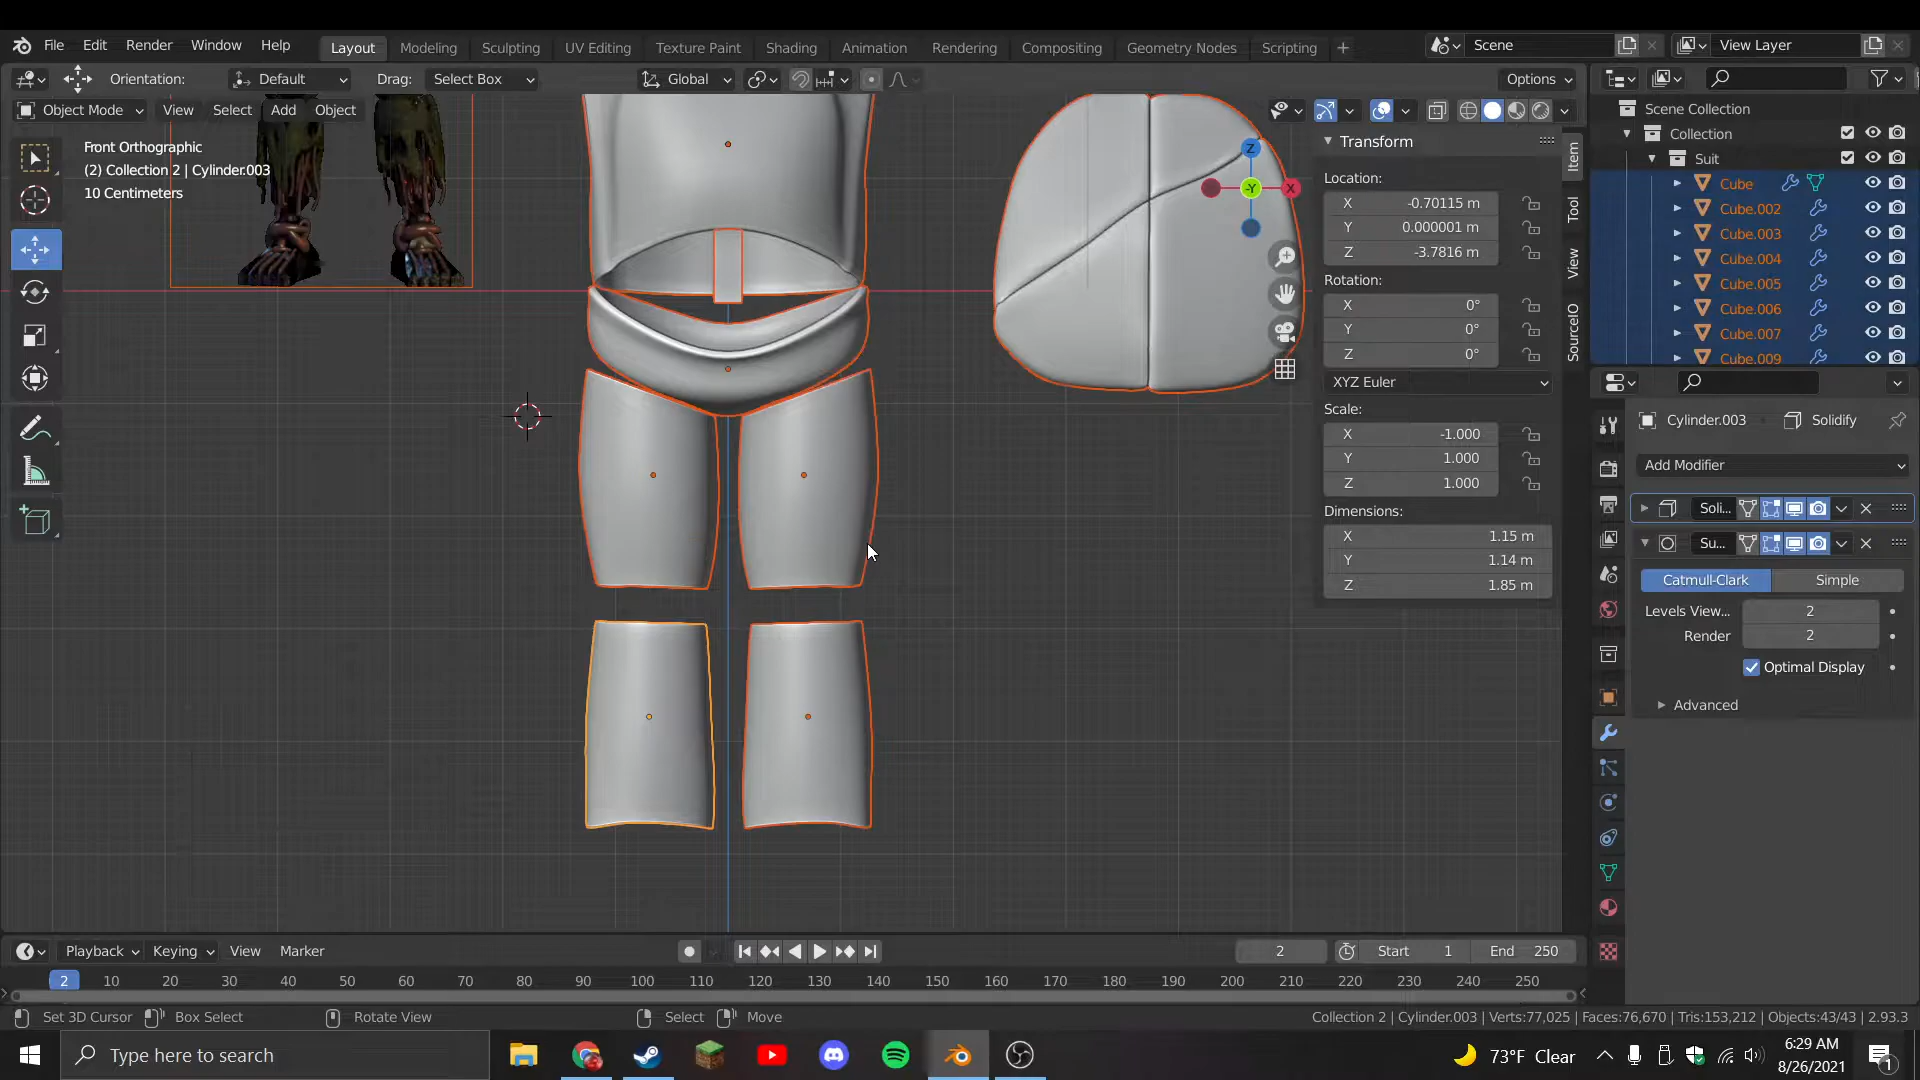 File Edit Render Window Help Layout Modeling Sculpting UV Editing Texture Paint Shading Animation Rendering Compositing Geometry Nodes Scripting Scene View Layer
Orientation: Default Drag: Select Box Global Options
Object Mode View Select Add Object
Front Orthographic
(2) Collection 2 | Cylinder.003
10 Centimeters
Z
-Y
X
Transform
Location:
X -0.70115 m
Y 0.000001 m
Z -3.7816 m
Rotation:
X 0°
Y 0°
Z 0°
XYZ Euler
Scale:
X -1.000
Y 1.000
Z 1.000
Dimensions:
X 1.15 m
Y 1.14 m
Z 1.85 m
Item
Tool
View
SourceIO
Scene Collection
Collection
Suit
Cube
Cube.002
Cube.003
Cube.004
Cube.005
Cube.006
Cube.007
Cube.009
Cylinder.003 Solidify
Add Modifier
Soli...
Su...
Catmull-Clark Simple
Levels View... 2
Render 2
Optimal Display
Advanced
Playback Keying View Marker 2 Start 1 End 250
2 10 20 30 40 50 60 70 80 90 100 110 120 130 140 150 160 170 180 190 200 210 220 230 240 250
Set 3D Cursor Box Select Rotate View Select Move Collection 2 | Cylinder.003 | Verts:77,025 | Faces:76,670 | Tris:153,212 | Objects:43/43 | 2.93.3
Type here to search 73°F Clear 6:29 AM
8/26/2021 1